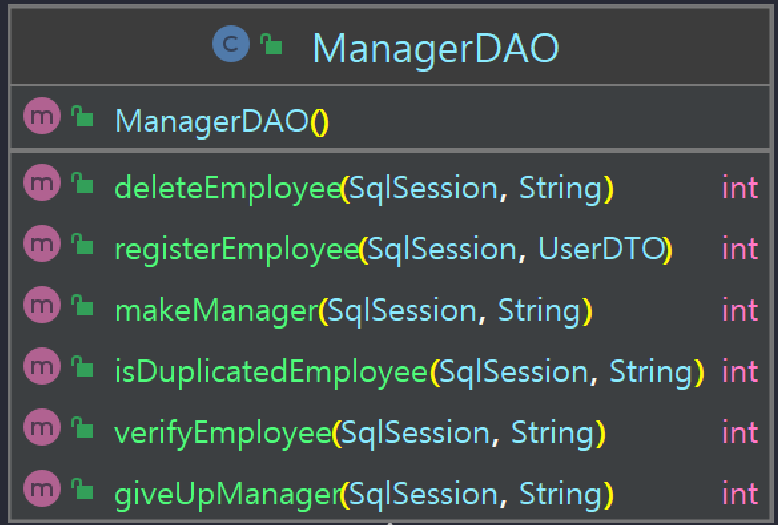 C ManagerDAO
m ManagerDAO()
m deleteEmployee(SqlSession, String) int
m registerEmployee(SqlSession, UserDTO) int
m makeManager(SqlSession, String) int
m isDuplicatedEmployee(SqlSession, String) int
m verifyEmployee(SqlSession, String) int
m giveUpManager(SqlSession, String) int